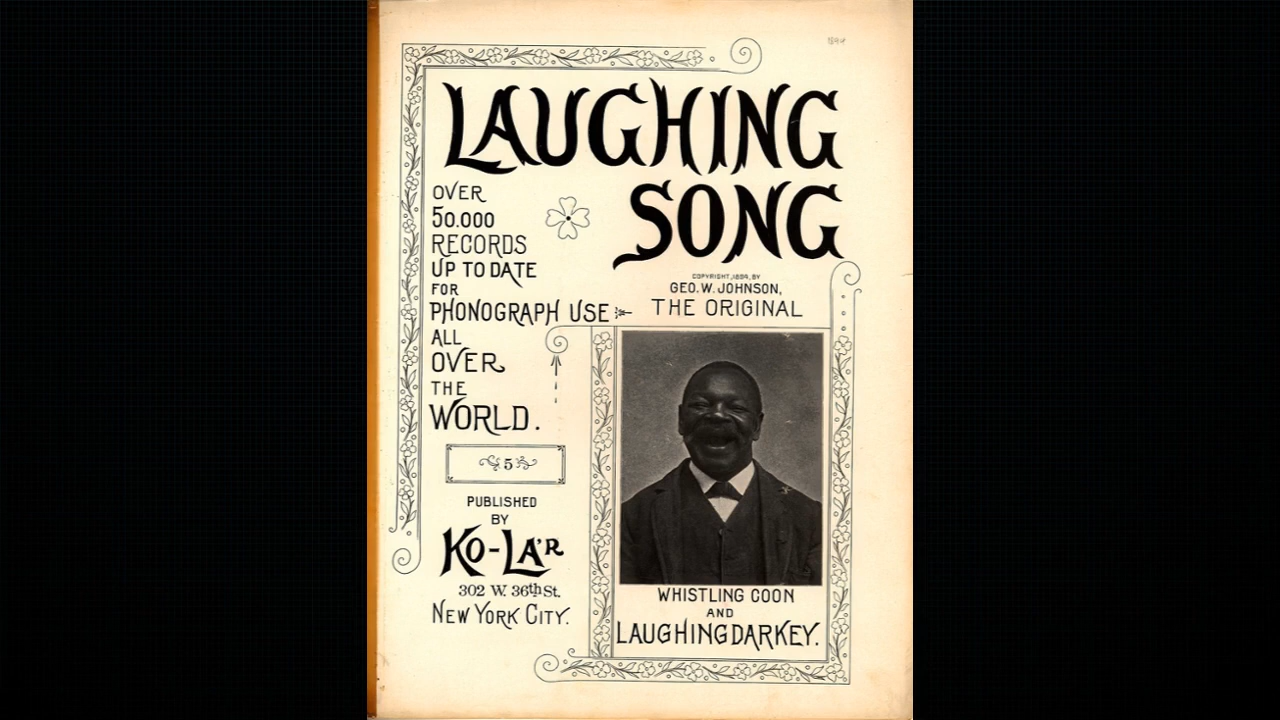 1894
LAUGHING
SONG
OVER
50.000
RECORDS
UP TO DATE
FOR
PHONOGRAPH USE
ALL
OVER
THE
WORLD.
5
PUBLISHED
BY
KO-LA'R
302 W. 36th St.
NEW YORK CITY.
COPYRIGHT, 1894, BY
GEO. W. JOHNSON,
THE ORIGINAL
WHISTLING COON
AND
LAUGHING DARKEY.